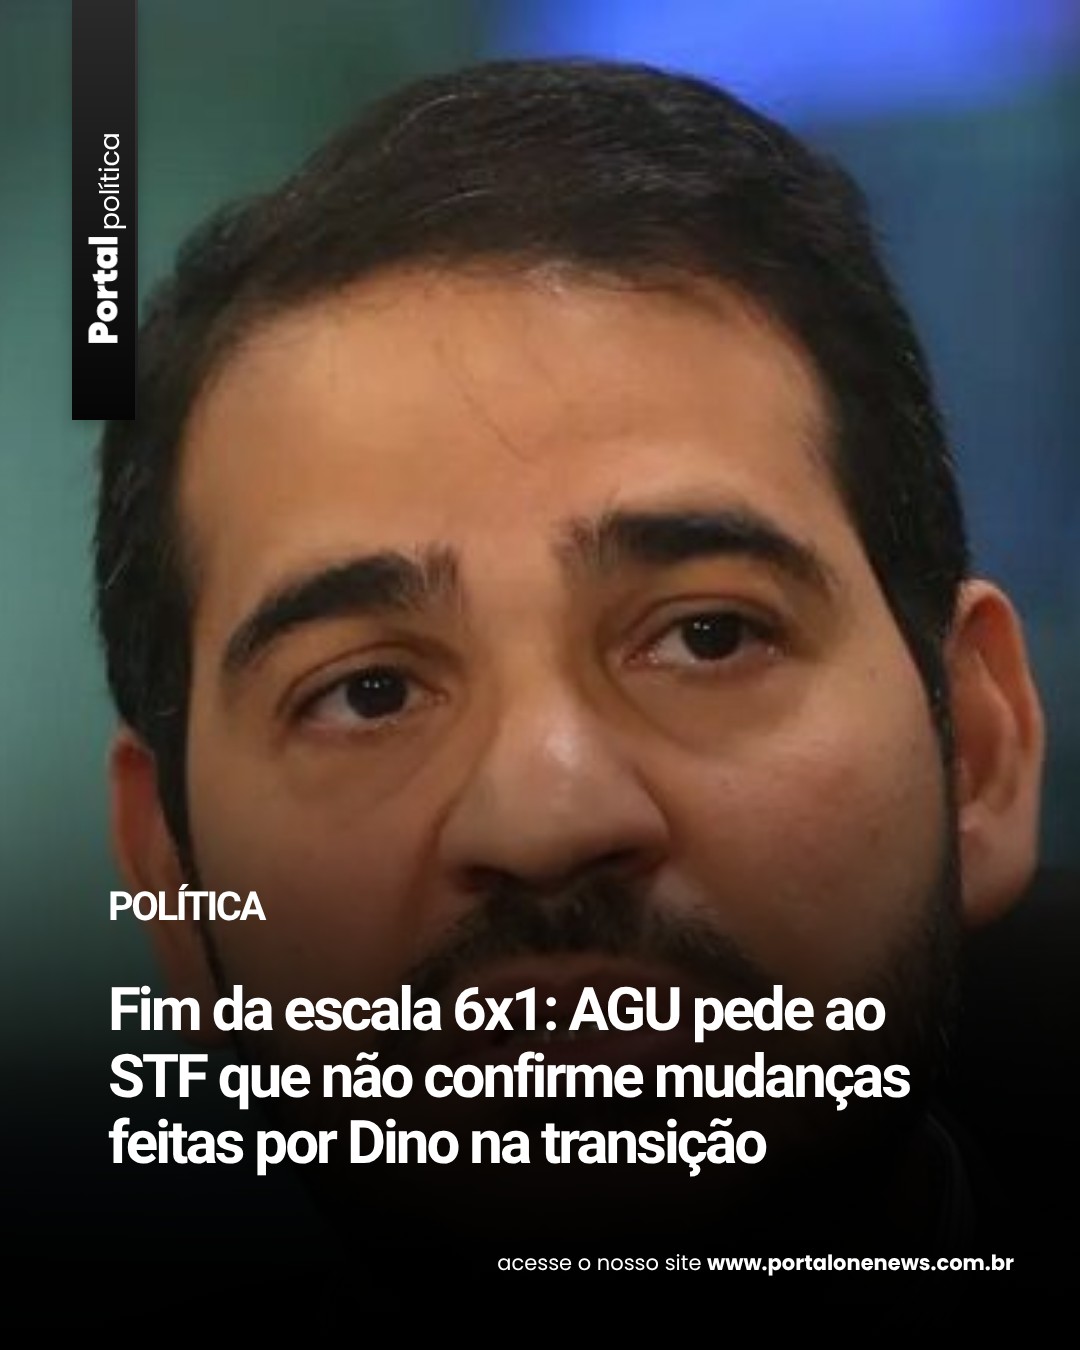 Portal política
POLÍTICA
Fim da escala 6x1: AGU pede ao
STF que não confirme mudanças
feitas por Dino na transição
acesse o nosso site www.portalonenews.com.br